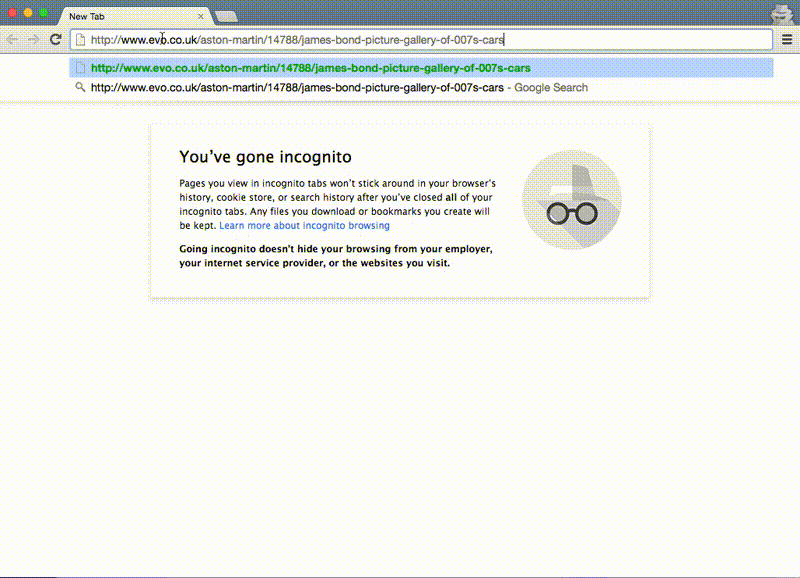 New Tab
http://www.evo.co.uk/aston-martin/14788/james-bond-picture-gallery-of-007s-cars
http://www.evo.co.uk/aston-martin/14788/james-bond-picture-gallery-of-007s-cars
http://www.evo.co.uk/aston-martin/14788/james-bond-picture-gallery-of-007s-cars - Google Search
You've gone incognito
Pages you view in incognito tabs won't stick around in your browser's
history, cookie store, or search history after you've closed all of your
incognito tabs. Any files you download or bookmarks you create will
be kept. Learn more about incognito browsing
Going incognito doesn't hide your browsing from your employer,
your internet service provider, or the websites you visit.